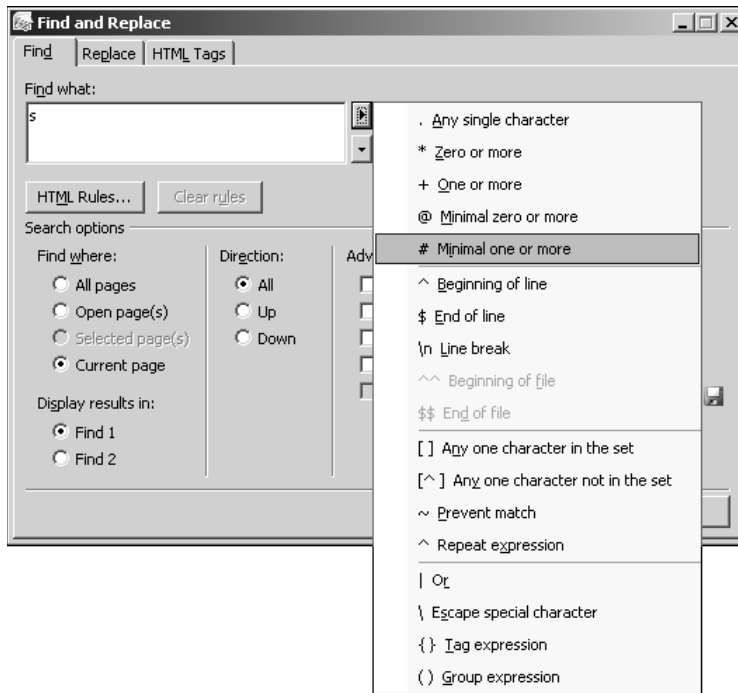 Find and Replace
Find
Replace
HTML Tags
Find what:
s
HTML Rules...
Clear rules
Search options
Find where:
All pages
Open page(s)
Selected page(s)
Current page
Display results in:
Find 1
Find 2
Direction:
All
Up
Down
. Any single character
* Zero or more
+ One or more
@ Minimal zero or more
# Minimal one or more
^ Beginning of line
$ End of line
\n Line break
^^ Beginning of file
$$ End of file
[ ] Any one character in the set
[^ ] Any one character not in the set
~ Prevent match
^ Repeat expression
| Or
\ Escape special character
{ } Tag expression
( ) Group expression